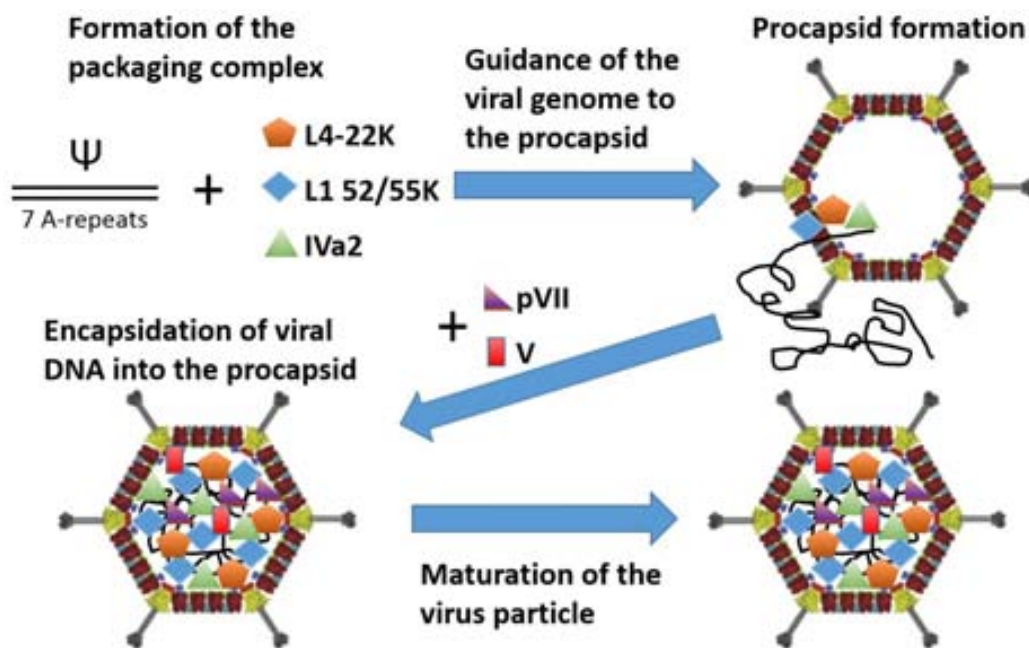 Formation of the
packaging complex
Ψ
7 A-repeats
+
L4-22K
L1 52/55K
IVa2
Guidance of the
viral genome to
the procapsid
Procapsid formation
+
pVII
V
Encapsidation of viral
DNA into the procapsid
Maturation of the
virus particle